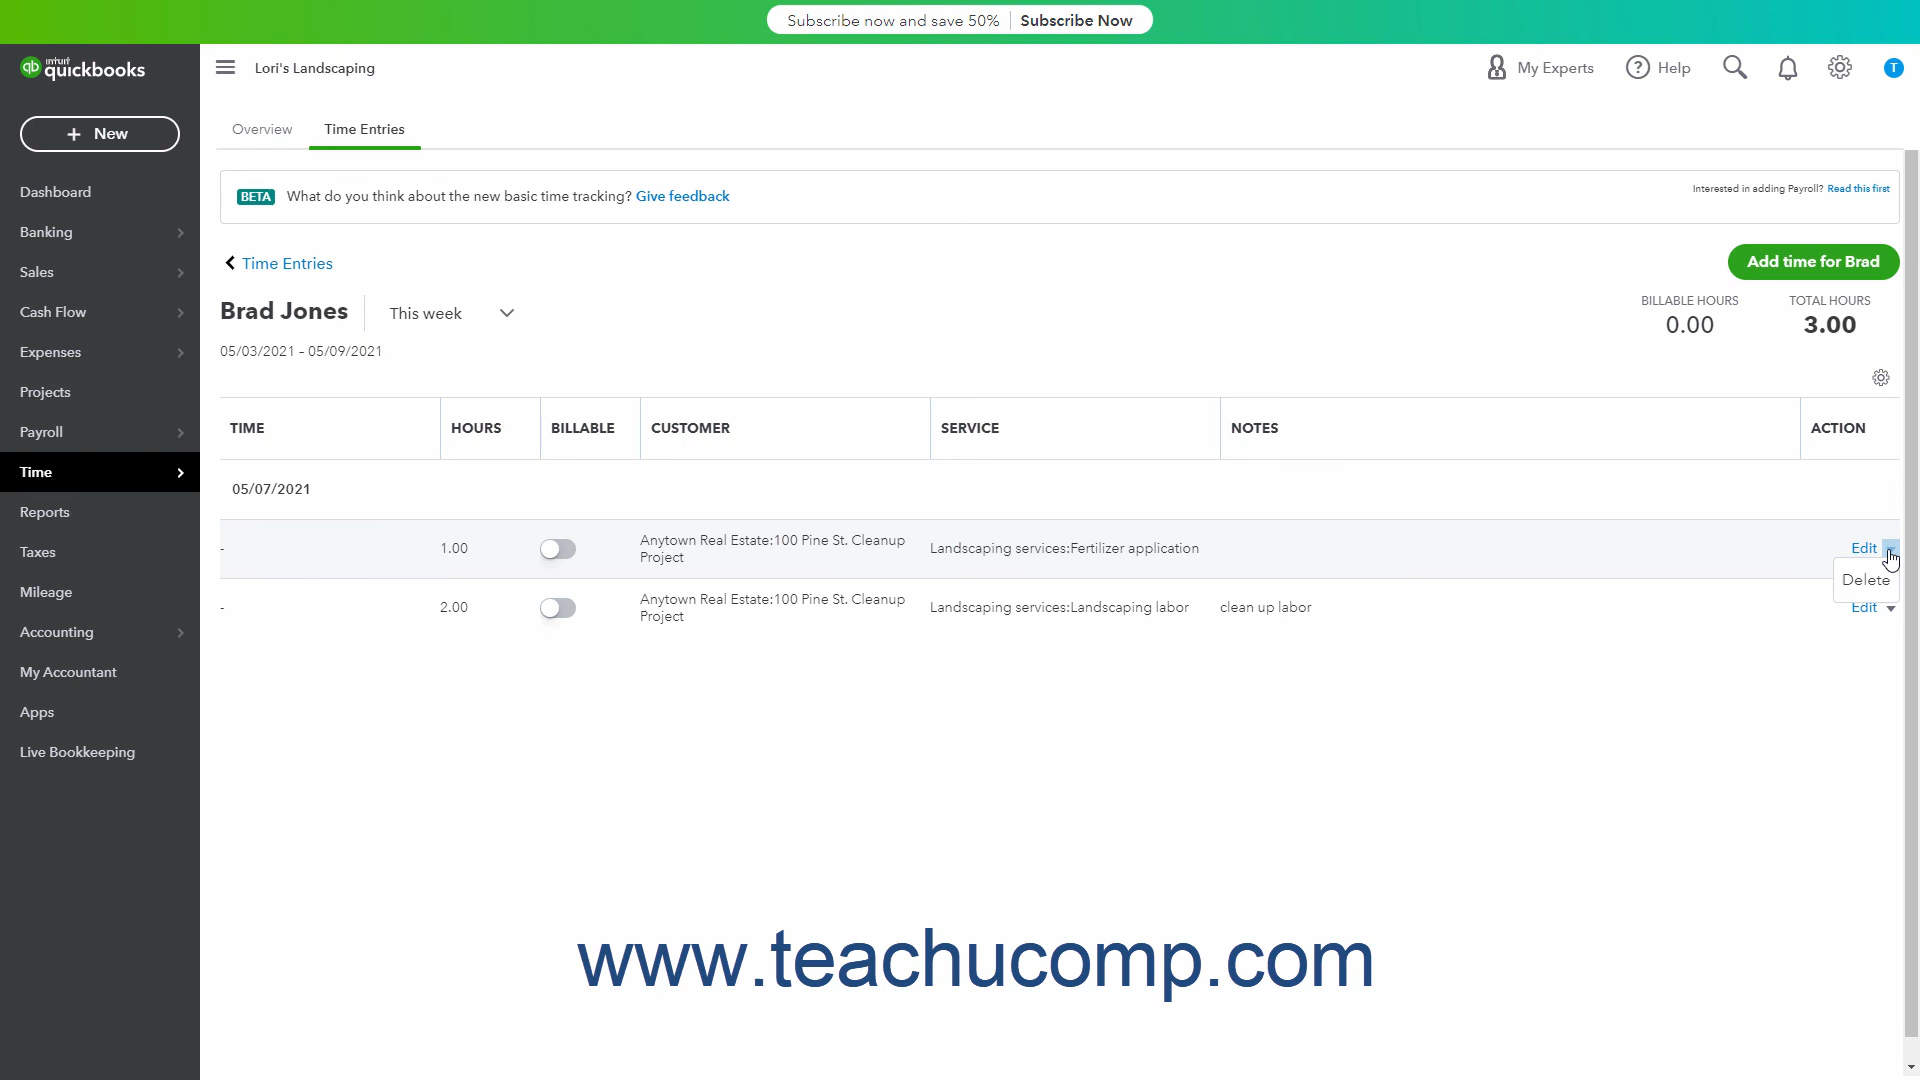 Subscribe now and save 50% Subscribe Now
intuit
quickbooks
Lori's Landscaping
My Experts
Help
T
+ New
Dashboard
Banking
Sales
Cash Flow
Expenses
Projects
Payroll
Time
Reports
Taxes
Mileage
Accounting
My Accountant
Apps
Live Bookkeeping
Overview
Time Entries
BETA What do you think about the new basic time tracking? Give feedback
Interested in adding Payroll? Read this first
Time Entries
Add time for Brad
Brad Jones
This week
05/03/2021 - 05/09/2021
BILLABLE HOURS
0.00
TOTAL HOURS
3.00
TIME HOURS BILLABLE CUSTOMER SERVICE NOTES ACTION
05/07/2021
- 1.00 Anytown Real Estate:100 Pine St. Cleanup Project Landscaping services:Fertilizer application Edit
Delete
- 2.00 Anytown Real Estate:100 Pine St. Cleanup Project Landscaping services:Landscaping labor clean up labor Edit
www.teachucomp.com